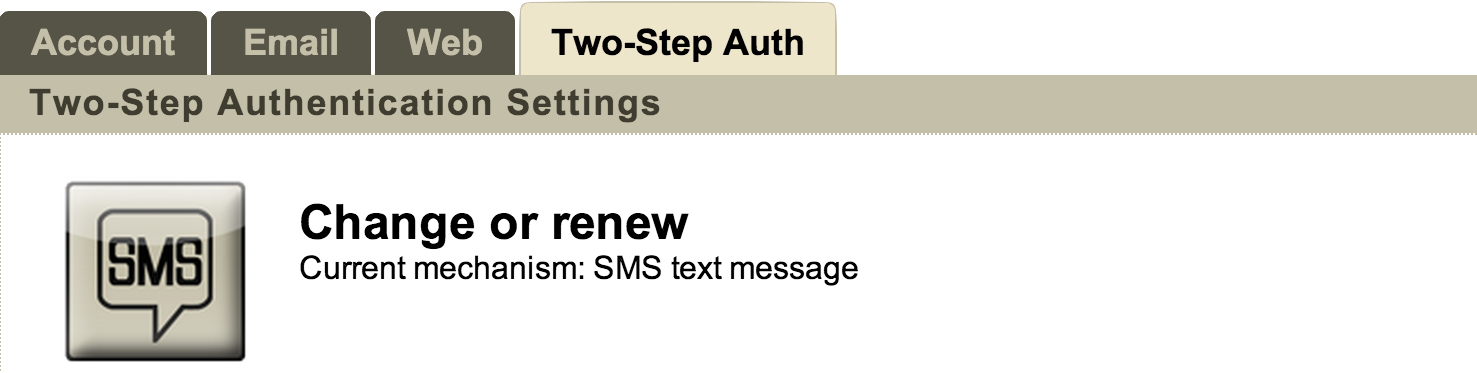 Account Email Web Two-Step Auth
Two-Step Authentication Settings
SMS
Change or renew
Current mechanism: SMS text message